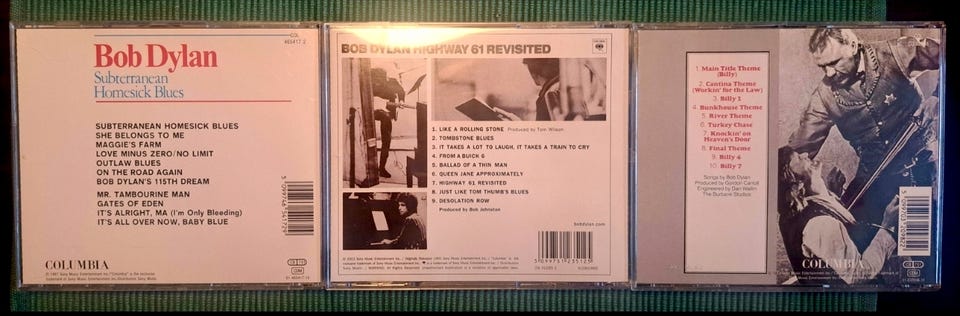 COL
465417 2
Bob Dylan
Subterranean
Homesick Blues
SUBTERRANEAN HOMESICK BLUES
SHE BELONGS TO ME
MAGGIE'S FARM
LOVE MINUS ZERO/NO LIMIT
OUTLAW BLUES
ON THE ROAD AGAIN
BOB DYLAN'S 115TH DREAM
MR. TAMBOURINE MAN
GATES OF EDEN
IT'S ALRIGHT, MA (I'm Only Bleeding)
IT'S ALL OVER NOW, BABY BLUE
COLUMBIA
BOB DYLAN HIGHWAY 61 REVISITED
1. LIKE A ROLLING STONE Produced by Tom Wilson
2. TOMBSTONE BLUES
3. IT TAKES A LOT TO LAUGH, IT TAKES A TRAIN TO CRY
4. FROM A BUICK 6
5. BALLAD OF A THIN MAN
6. QUEEN JANE APPROXIMATELY
7. HIGHWAY 61 REVISITED
8. JUST LIKE TOM THUMB'S BLUES
9. DESOLATION ROW
Produced by Bob Johnston
bobdylan.com
1. Main Title Theme
(Billy)
2. Cantina Theme
(Workin' for the Law)
3. Billy 1
4. Bunkhouse Theme
5. River Theme
6. Turkey Chase
7. Knockin' on
Heaven's Door
8. Final Theme
9. Billy 4
10. Billy 7
Songs by Bob Dylan
Produced by Gordon Carroll
Engineered by Dan Wallin
The Burbank Studios
COLUMBIA